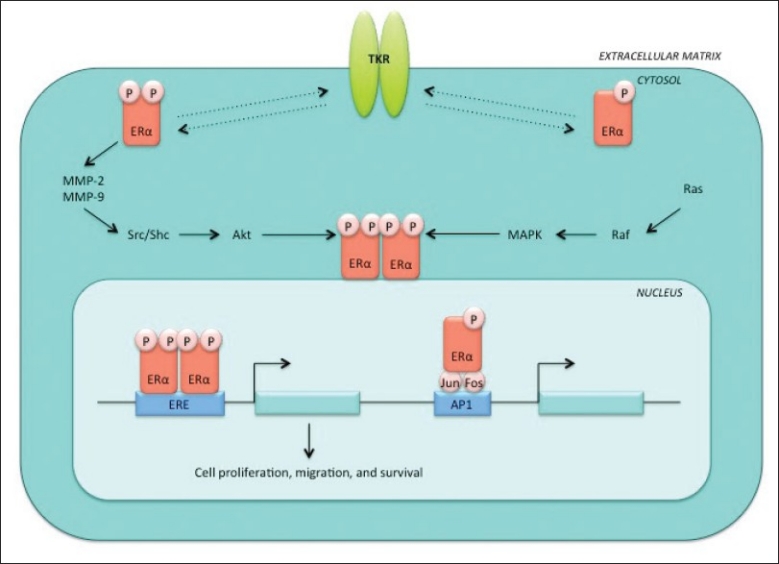 TKR
EXTRACELLULAR MATRIX
CYTOSOL
P P
ERα
P
ERα
MMP-2
MMP-9
Ras
Src/Shc
Akt
P P P P
ERα ERα
MAPK
Raf
NUCLEUS
P P P P
ERα ERα
ERE
P
ERα
Jun Fos
AP1
Cell proliferation, migration, and survival